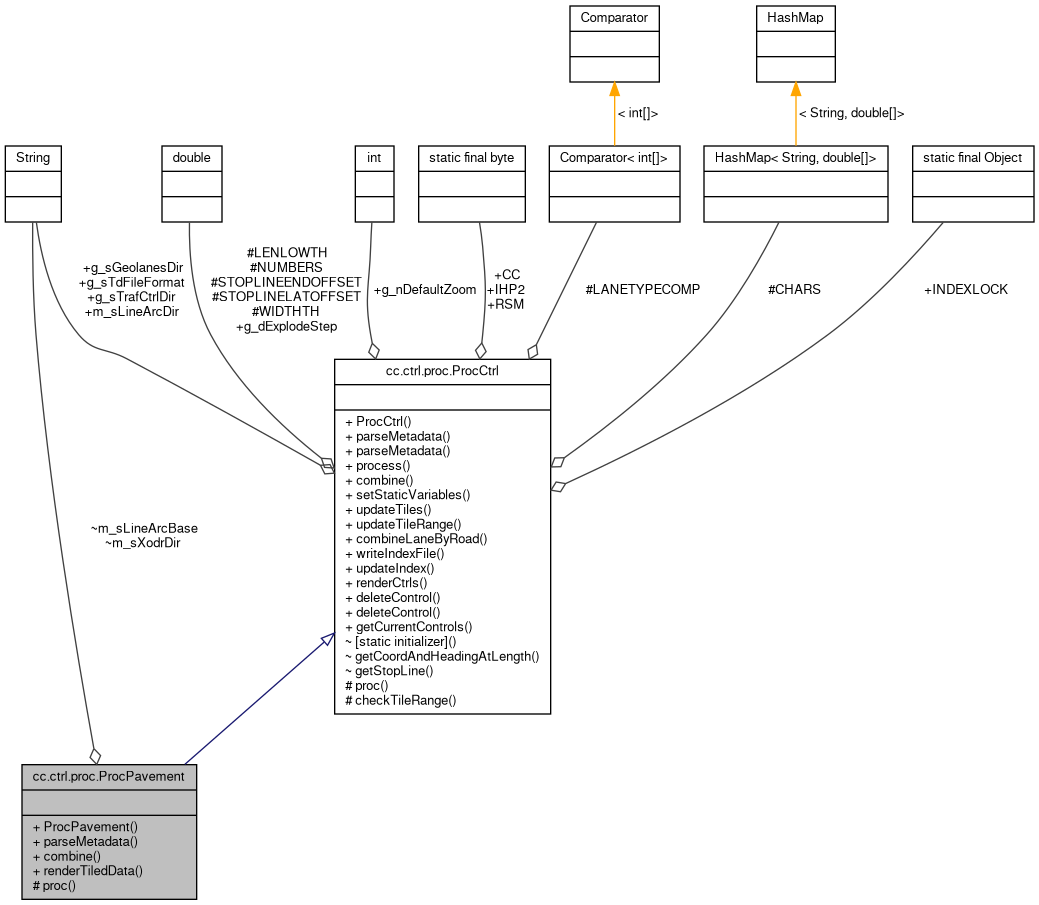 Comparator
HashMap
< int[]>
< String, double[]>
String
double
int
static final byte
Comparator< int[]>
HashMap< String, double[]>
static final Object
+g_sGeolanesDir
+g_sTdFileFormat
+g_sTrafCtrlDir
+m_sLineArcDir
#LENLOWTH
#NUMBERS
#STOPLINEENDOFFSET
#STOPLINELATOFFSET
#WIDTHTH
+g_dExplodeStep
+g_nDefaultZoom
+CC
+IHP2
+RSM
#LANETYPECOMP
#CHARS
+INDEXLOCK
cc.ctrl.proc.ProcCtrl
+ ProcCtrl()
+ parseMetadata()
+ parseMetadata()
+ process()
+ combine()
+ setStaticVariables()
+ updateTiles()
+ updateTileRange()
+ combineLaneByRoad()
+ writeIndexFile()
+ updateIndex()
+ renderCtrls()
+ deleteControl()
+ deleteControl()
+ getCurrentControls()
~ [static initializer]()
~ getCoordAndHeadingAtLength()
~ getStopLine()
# proc()
# checkTileRange()
~m_sLineArcBase
~m_sXodrDir
cc.ctrl.proc.ProcPavement
+ ProcPavement()
+ parseMetadata()
+ combine()
+ renderTiledData()
# proc()